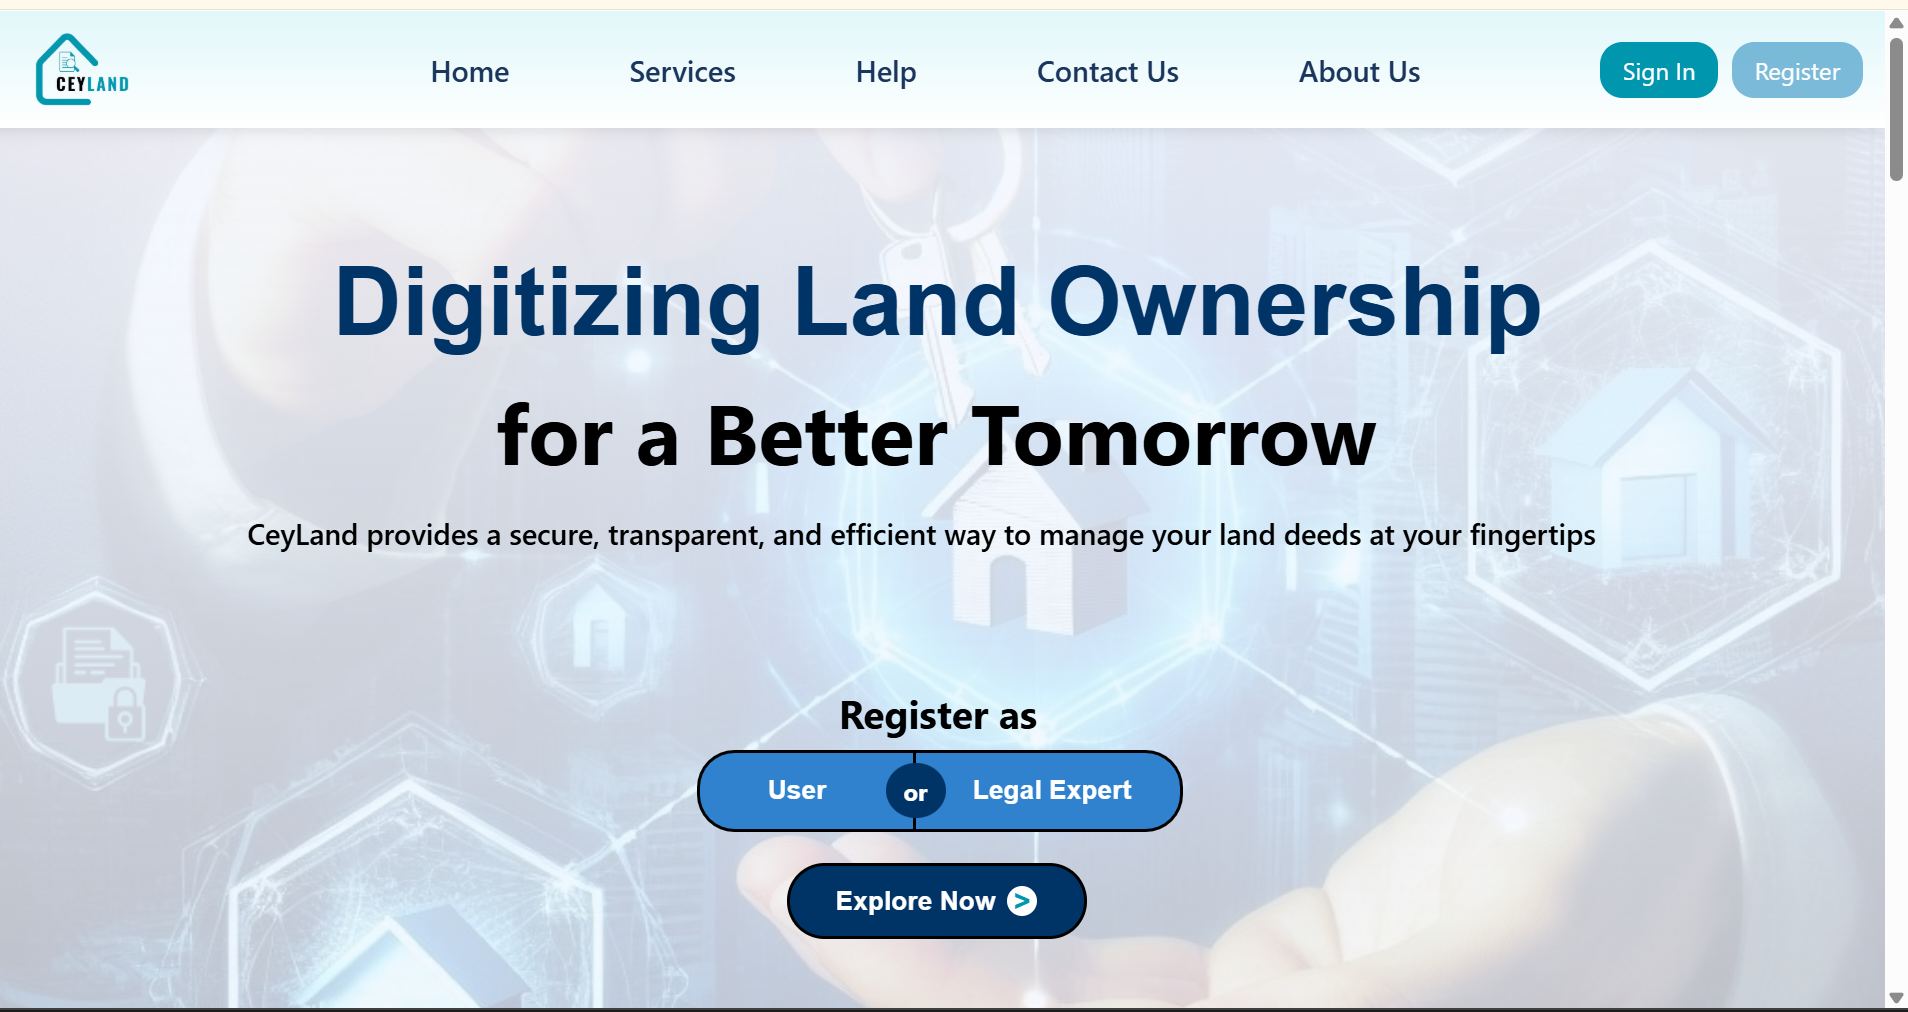 CEYLAND
Home
Services
Help
Contact Us
About Us
Sign In
Register
Digitizing Land Ownership
for a Better Tomorrow
CeyLand provides a secure, transparent, and efficient way to manage your land deeds at your fingertips
Register as
User
or
Legal Expert
Explore Now >